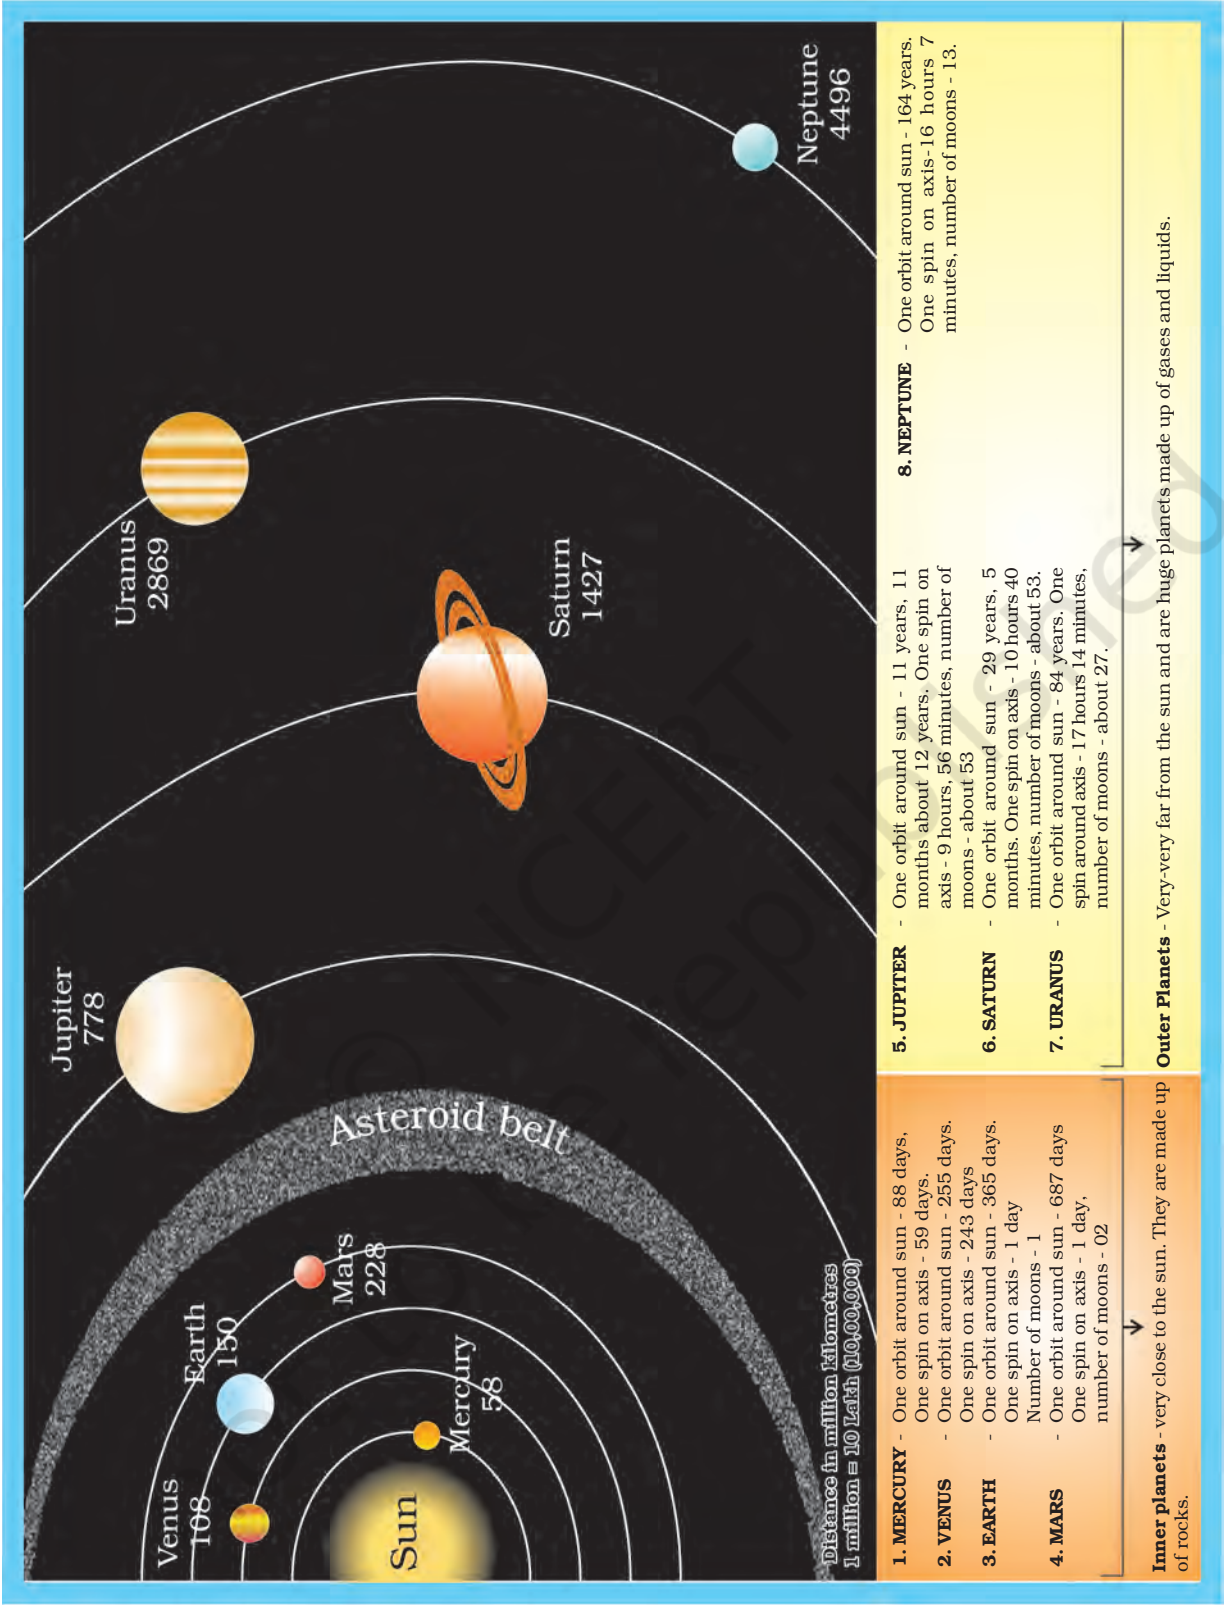 Sun
Mercury
58
Venus
108
Earth
150
Mars
228
Asteroid belt
Jupiter
778
Saturn
1427
Uranus
2869
Neptune
4496
Distance in million kilometres
1 million = 10 Lakh (10,00,000)
1. MERCURY - One orbit around sun - 88 days,
One spin on axis - 59 days.
2. VENUS - One orbit around sun - 255 days.
One spin on axis - 243 days
3. EARTH - One orbit around sun - 365 days.
One spin on axis - 1 day
Number of moons - 1
4. MARS - One orbit around sun - 687 days
One spin on axis - 1 day,
number of moons - 02
Inner planets - very close to the sun. They are made up
of rocks.
5. JUPITER - One orbit around sun - 11 years, 11
months about 12 years. One spin on
axis - 9 hours, 56 minutes, number of
moons - about 53
6. SATURN - One orbit around sun - 29 years, 5
months. One spin on axis - 10 hours 40
minutes, number of moons - about 53.
7. URANUS - One orbit around sun - 84 years. One
spin around axis - 17 hours 14 minutes,
number of moons - about 27.
8. NEPTUNE - One orbit around sun - 164 years.
One spin on axis-16 hours 7
minutes, number of moons - 13.
Outer Planets - Very-very far from the sun and are huge planets made up of gases and liquids.
© NCERT
republished